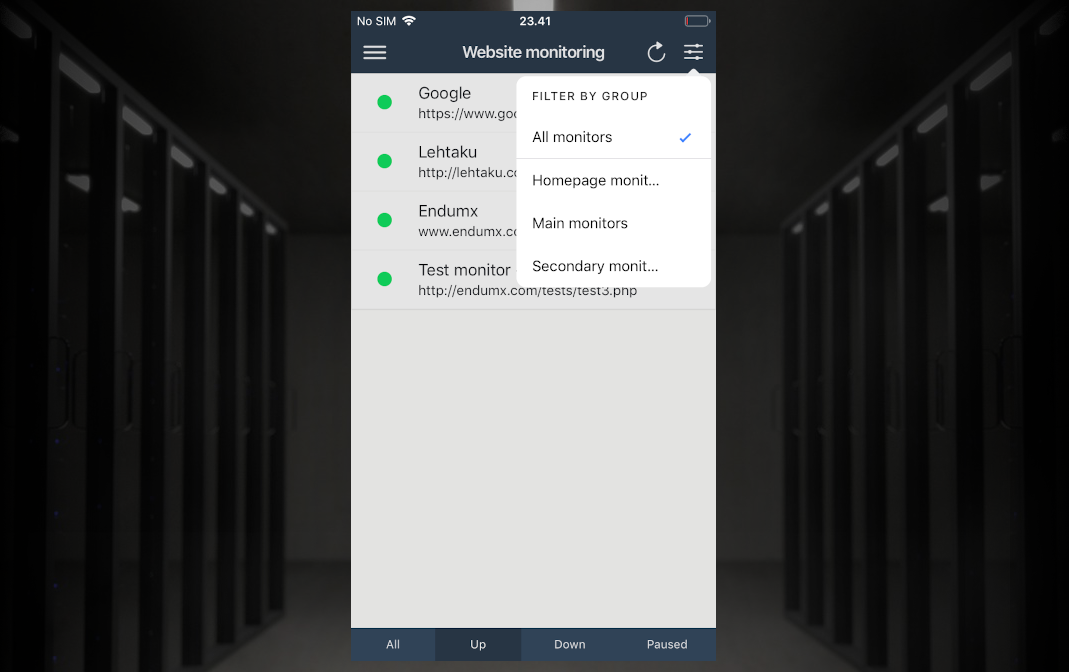 No SIM 23.41
Website monitoring
Google
https://www.goo
Lehtaku
http://lehtaku.co
Endumx
www.endumx.co
Test monitor
http://endumx.com/tests/test3.php
FILTER BY GROUP
All monitors
Homepage monit...
Main monitors
Secondary monit...
All Up Down Paused